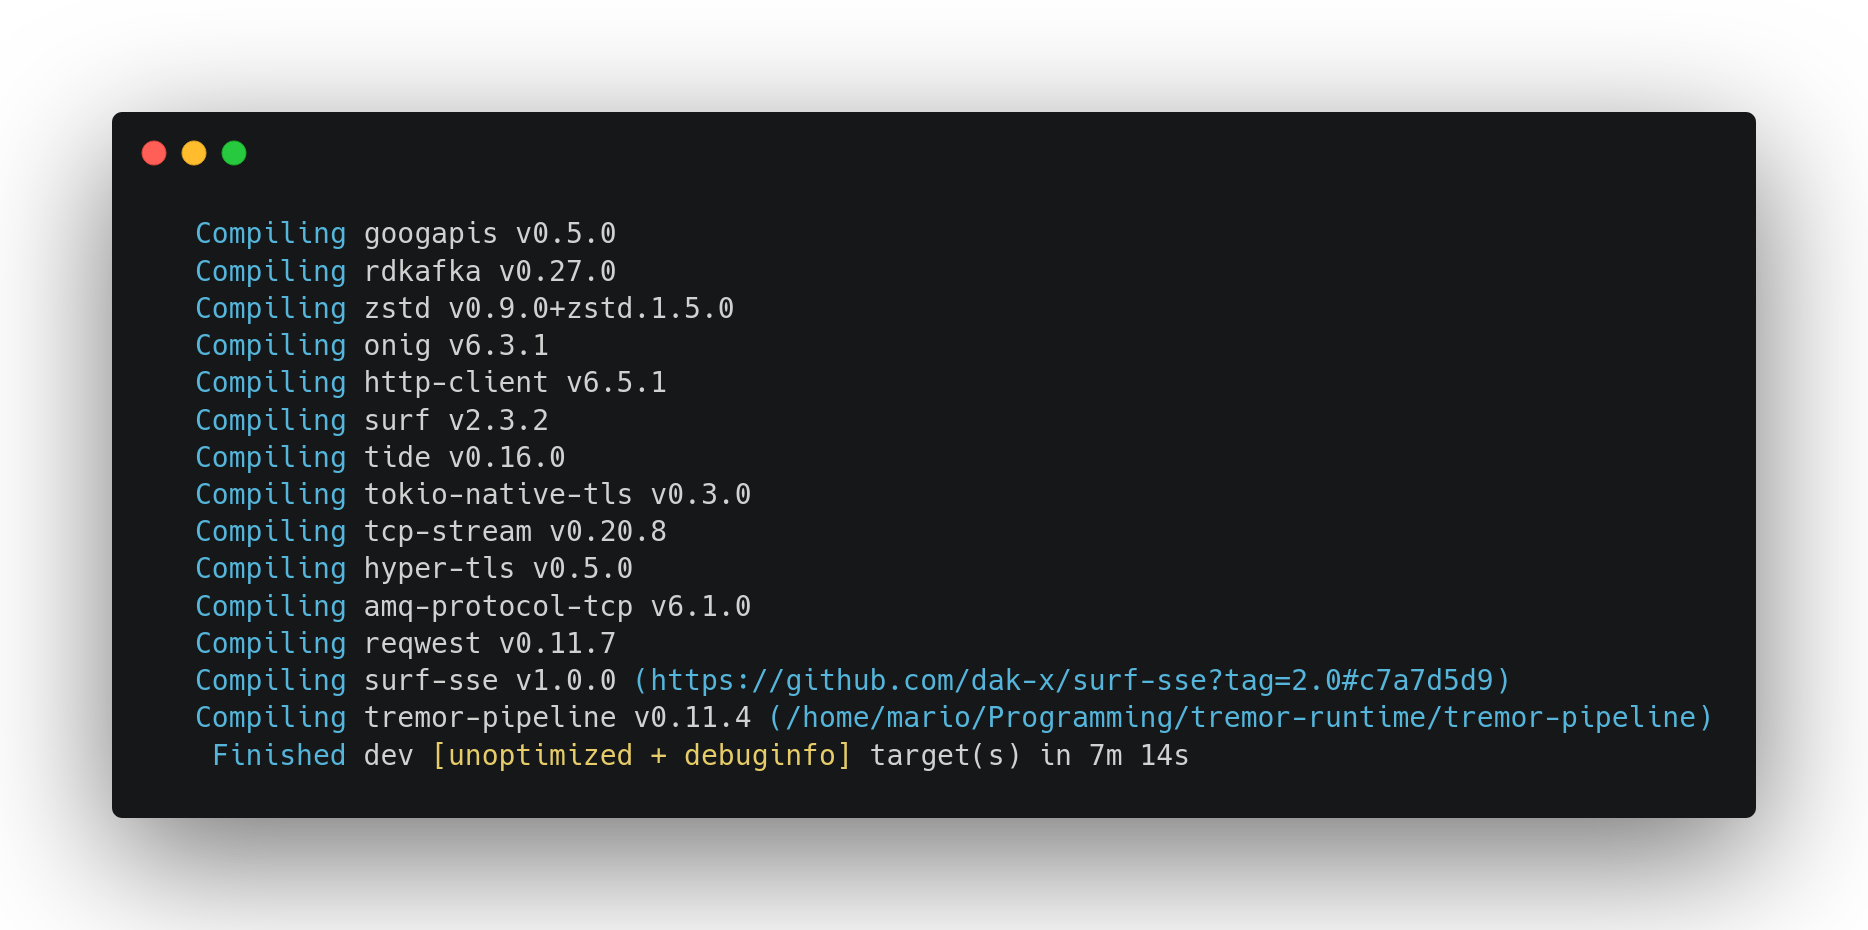 Compiling googapis v0.5.0
Compiling rdkafka v0.27.0
Compiling zstd v0.9.0+zstd.1.5.0
Compiling onig v6.3.1
Compiling http-client v6.5.1
Compiling surf v2.3.2
Compiling tide v0.16.0
Compiling tokio-native-tls v0.3.0
Compiling tcp-stream v0.20.8
Compiling hyper-tls v0.5.0
Compiling amq-protocol-tcp v6.1.0
Compiling reqwest v0.11.7
Compiling surf-sse v1.0.0 (https://github.com/dak-x/surf-sse?tag=2.0#c7a7d5d9)
Compiling tremor-pipeline v0.11.4 (/home/mario/Programming/tremor-runtime/tremor-pipeline)
Finished dev [unoptimized + debuginfo] target(s) in 7m 14s